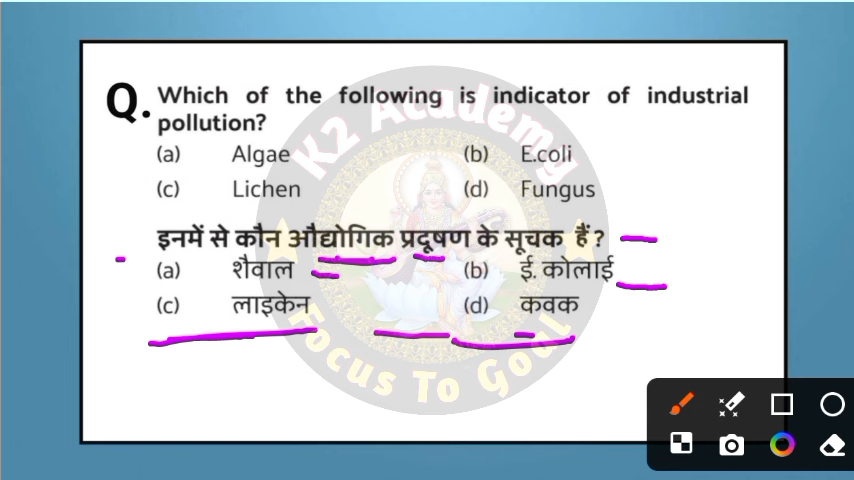 Q. Which of the following is indicator of industrial
pollution?
(a) Algae (b) E.coli
(c) Lichen (d) Fungus
इनमें से कौन औद्योगिक प्रदूषण के सूचक हैं?
(a) शैवाल (b) ई. कोलाई
(c) लाइकेन (d) कवक
K2 Academy
Focus To Goal